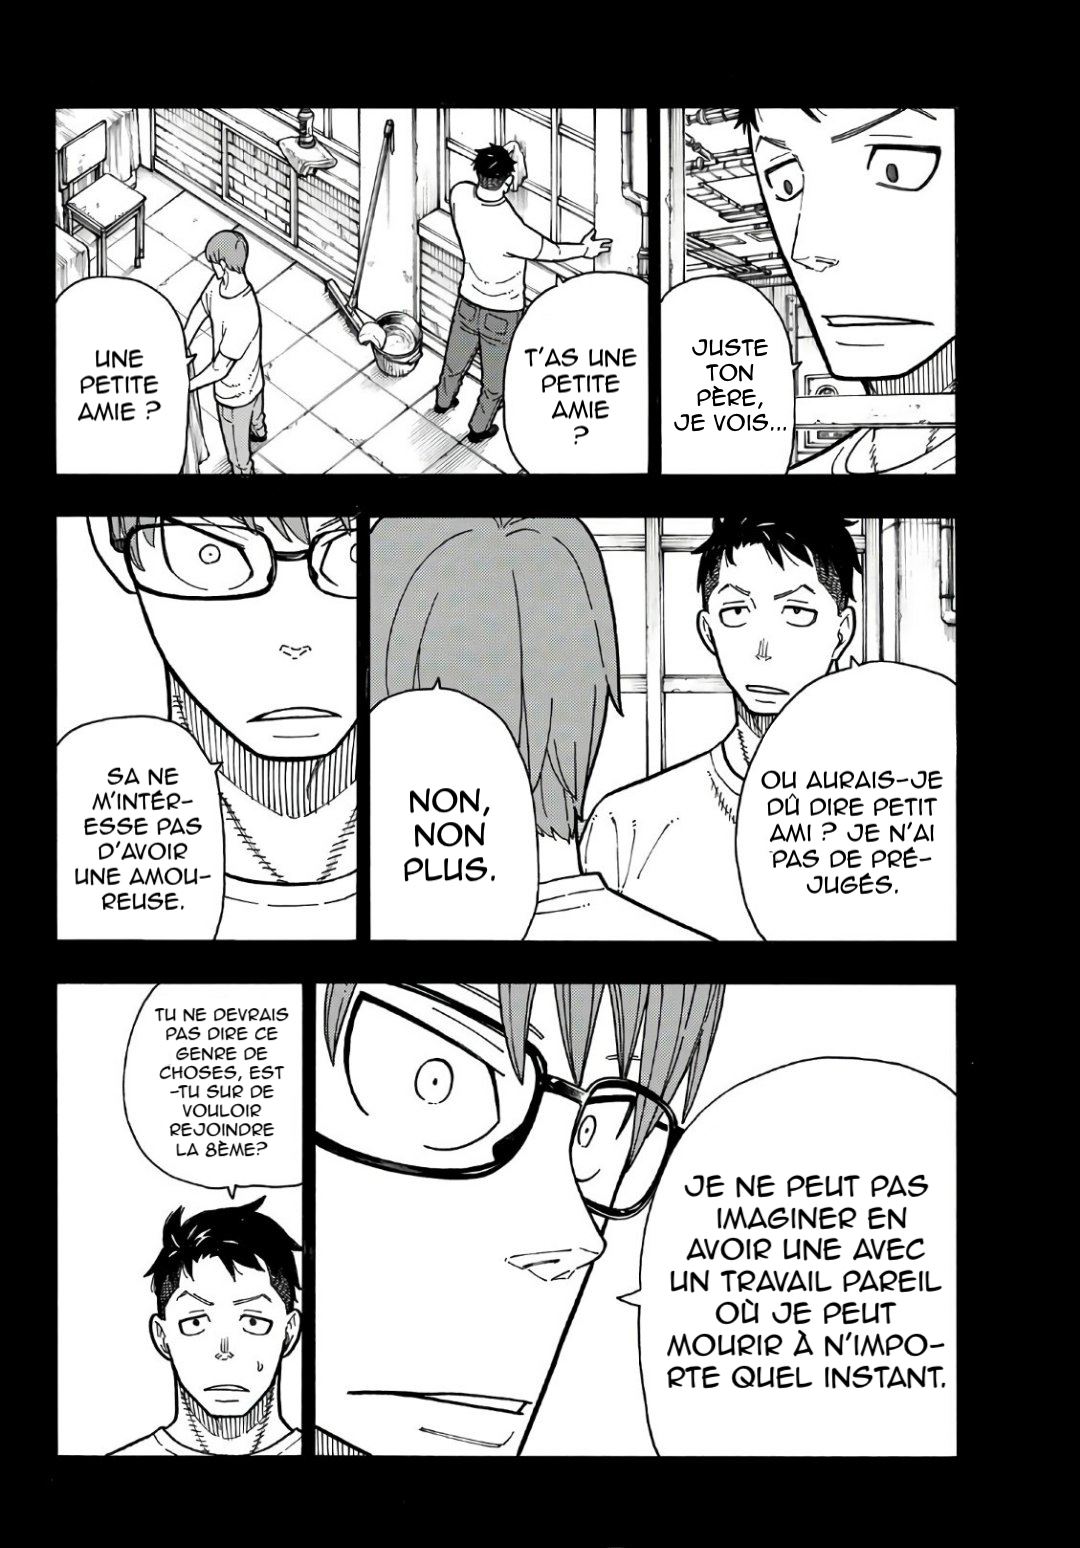 JUSTE
TON
PÈRE,
JE VOIS...
T'AS UNE
PETITE
AMIE
?
UNE
PETITE
AMIE ?
OU AURAIS-JE
DÛ DIRE PETIT
AMI ? JE N'AI
PAS DE PRÉ-
JUGÉS.
NON,
NON
PLUS.
SA NE
M'INTÉR-
ESSE PAS
D'AVOIR
UNE AMOU-
REUSE.
JE NE PEUT PAS
IMAGINER EN
AVOIR UNE AVEC
UN TRAVAIL PAREIL
OÙ JE PEUT
MOURIR À N'IMPO-
RTE QUEL INSTANT.
TU NE DEVRAIS
PAS DIRE CE
GENRE DE
CHOSES, EST
-TU SUR DE
VOULOIR
REJOINDRE
LA 8ÈME?